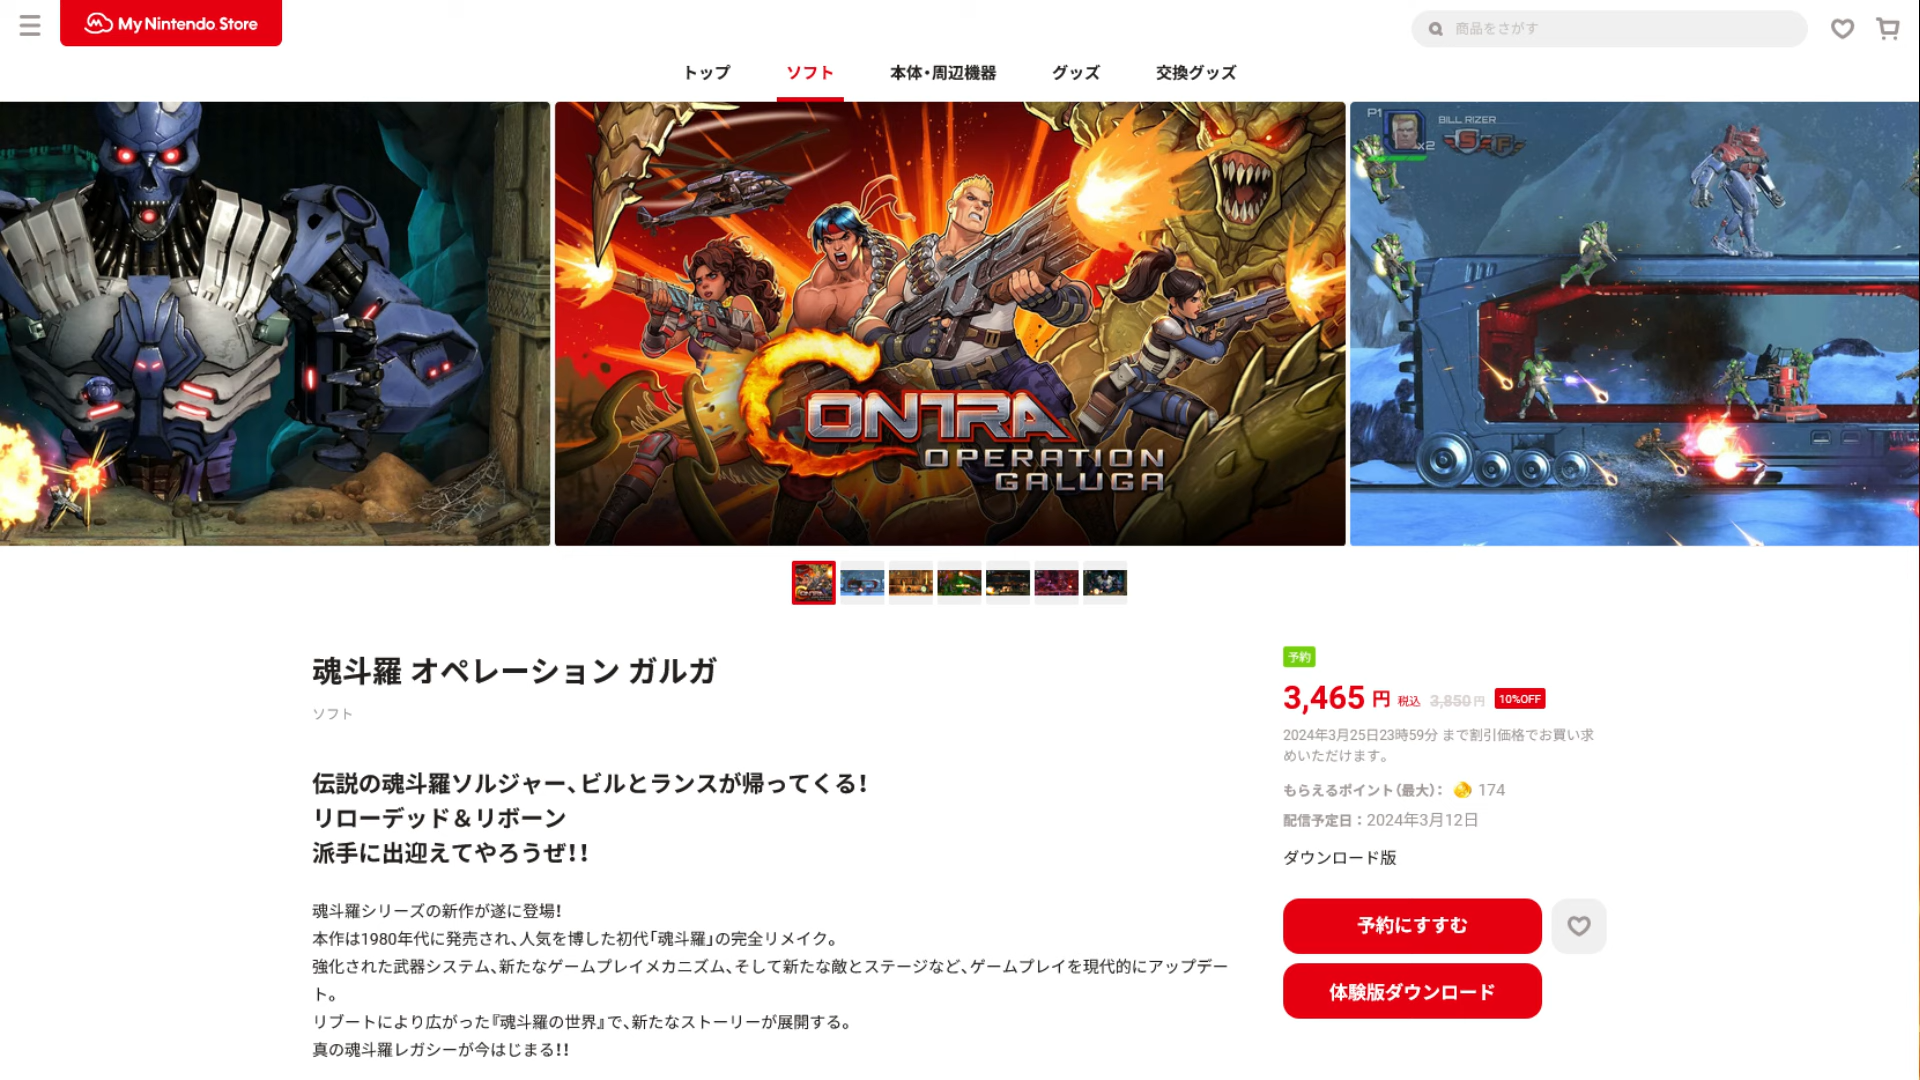 My Nintendo Store
商品をさがす
トップ
ソフト
本体・周辺機器
グッズ
交換グッズ
CONTRA
OPERATION
GALUGA
P1
BILL RIZER
x2
S
F
魂斗羅 オペレーション ガルガ
ソフト
伝説の魂斗羅ソルジャー、ビルとランスが帰ってくる！
リローデッド＆リボーン
派手に出迎えてやろうぜ！！
魂斗羅シリーズの新作が遂に登場！
本作は1980年代に発売され、人気を博した初代「魂斗羅」の完全リメイク。
強化された武器システム、新たなゲームプレイメカニズム、そして新たな敵とステージなど、ゲームプレイを現代的にアップデー
ト。
リブートにより広がった『魂斗羅の世界』で、新たなストーリーが展開する。
真の魂斗羅レガシーが今はじまる！！
予約
3,465 円 税込 3,850円 10%OFF
2024年3月25日23時59分 まで割引価格でお買い求
めいただけます。
もらえるポイント（最大）： 174
配信予定日：2024年3月12日
ダウンロード版
予約にすすむ
体験版ダウンロード